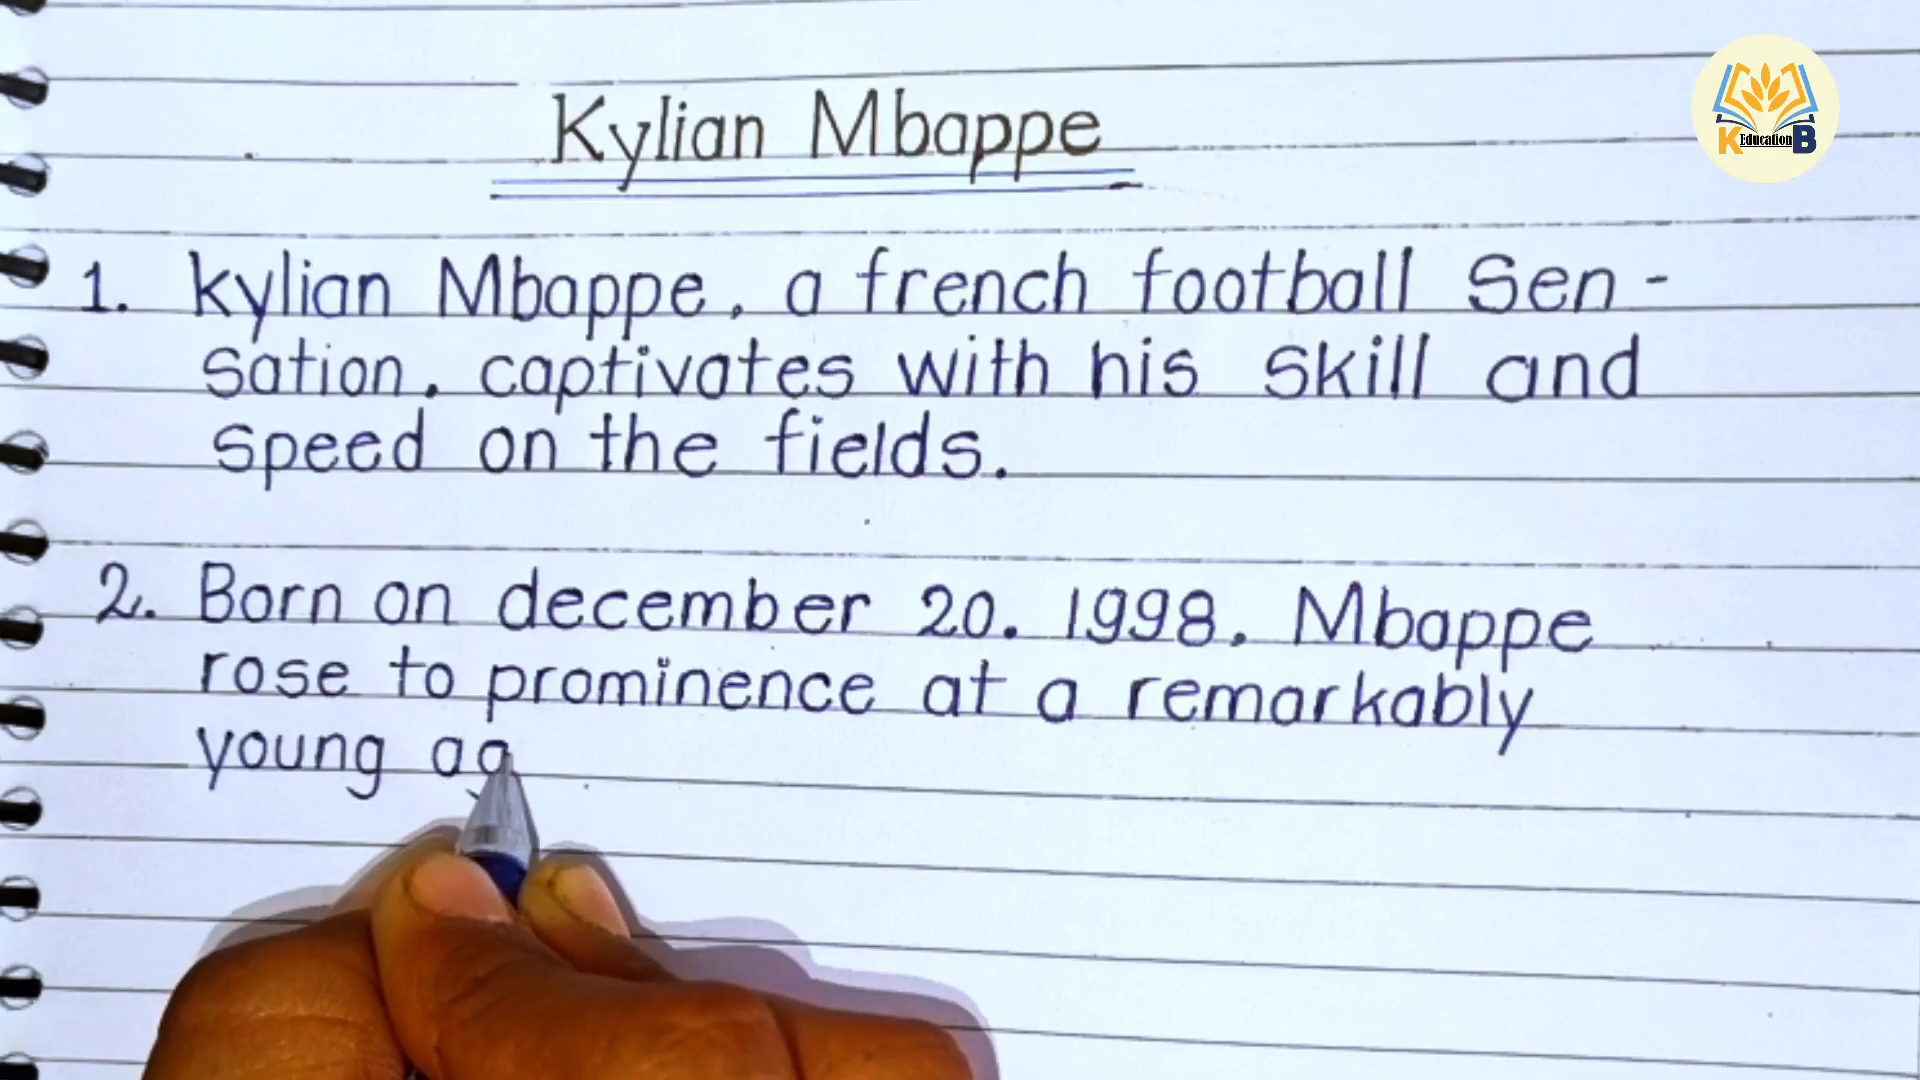 Kylian Mbappe
K Education B
1. Kylian Mbappe, a french football Sen-
sation, captivates with his skill and
speed on the fields.
2. Born on december 20. 1998, Mbappe
rose to prominence at a remarkably
young